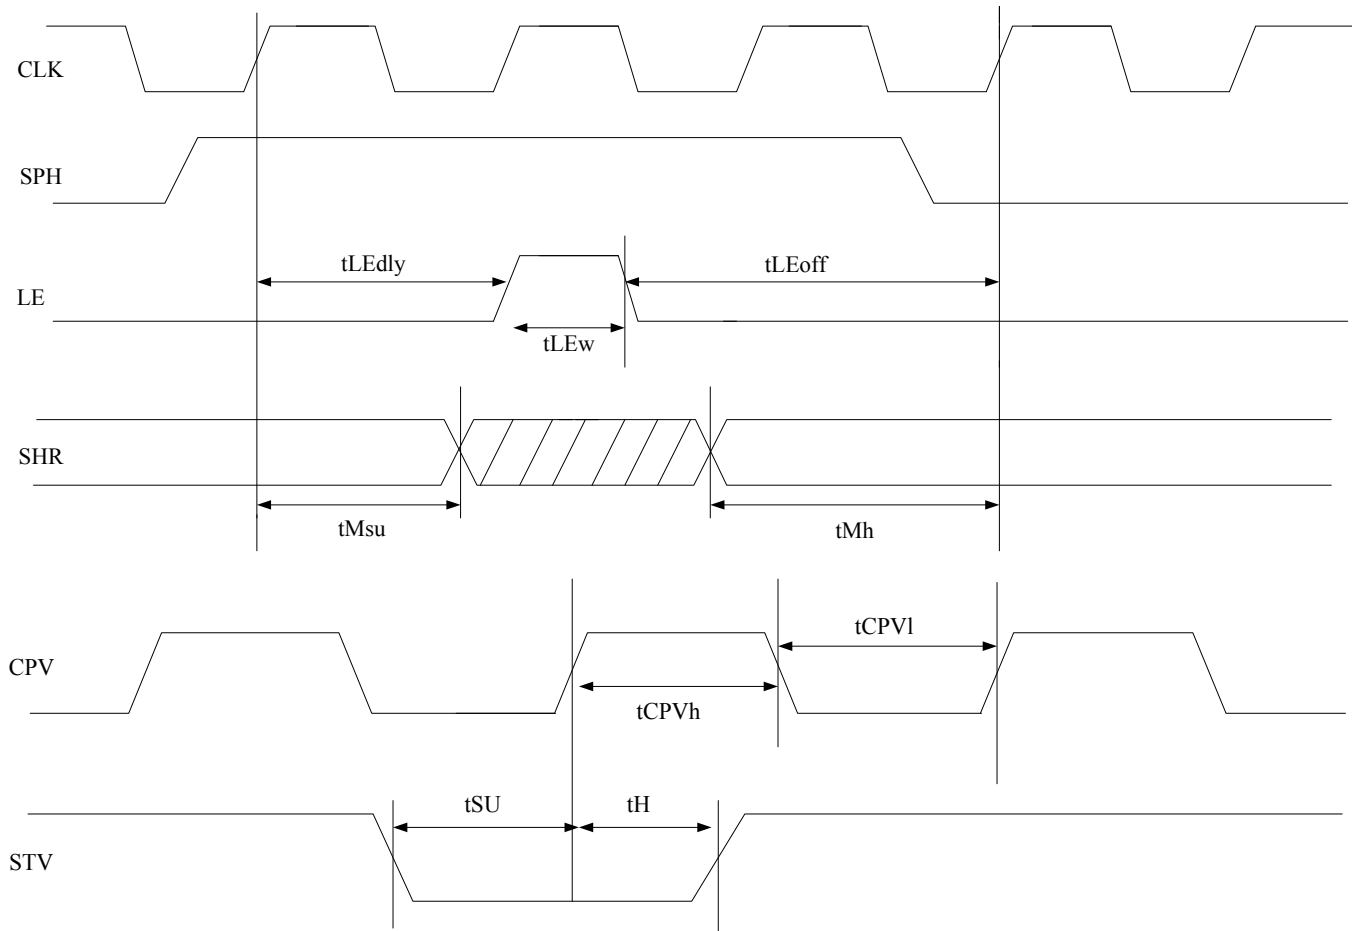 CLK
SPH
tLEdly
tLEoff
LE
tLEw
SHR
tMsu
tMh
tCPVl
CPV
tCPVh
tSU
tH
STV